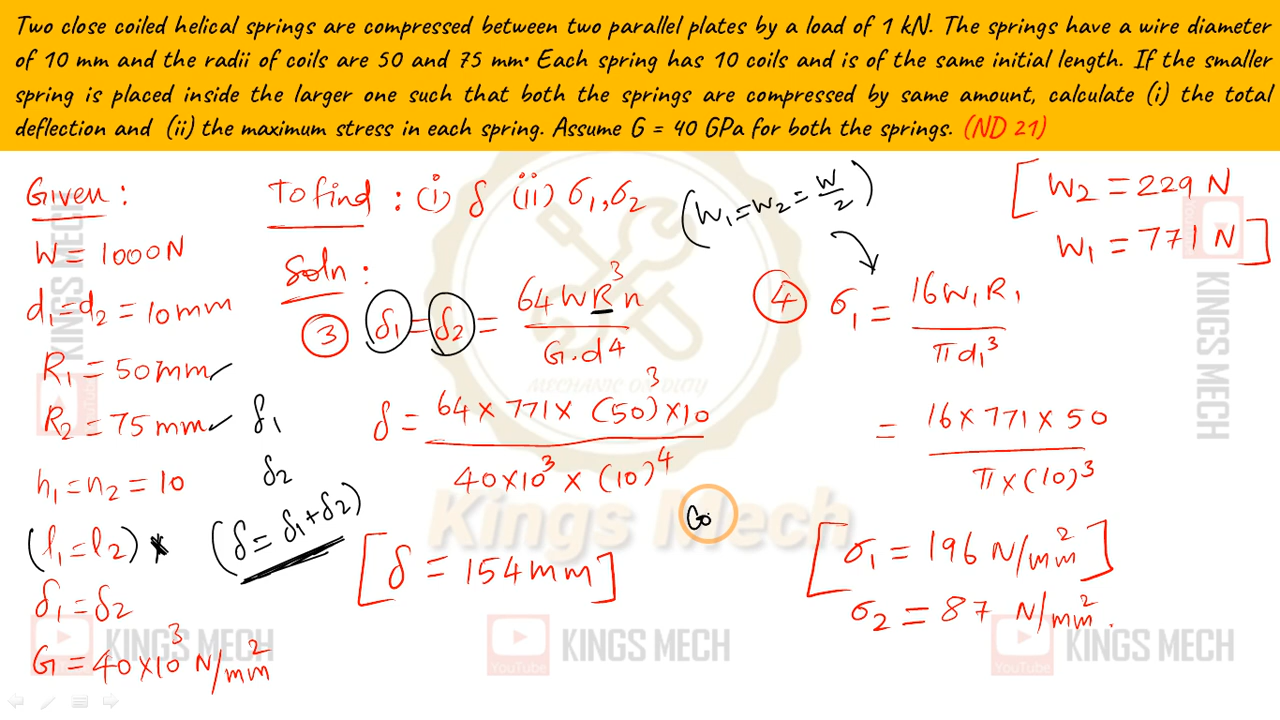 Two close coiled helical springs are compressed between two parallel plates by a load of 1 kN. The springs have a wire diameter
of 10 mm and the radii of coils are 50 and 75 mm. Each spring has 10 coils and is of the same initial length. If the smaller
spring is placed inside the larger one such that both the springs are compressed by same amount, calculate (i) the total
deflection and (ii) the maximum stress in each spring. Assume G = 40 GPa for both the springs. (ND 21)
Given :
W = 1000 N
d₁=d₂ = 10mm
R₁ = 50mm
R₂ = 75mm
n₁=n₂ = 10
(l₁=l₂)
δ₁=δ₂
G = 40×10³ N/mm²
δ₁
δ₂
(δ = δ₁+δ₂)
To find : (i) δ (ii) σ₁,σ₂
Soln :
③ δ₁=δ₂ = 64WR³n / G.d⁴
δ = 64 × 771 × (50)³×10 / 40×10³ × (10)⁴
[δ = 154mm]
(W₁=W₂=W/2)
④ σ₁ = 16W₁R₁ / πd₁³
= 16×771×50 / π×(10)³
[σ₁ = 196 N/mm²]
σ₂ = 87 N/mm².
[W₂ = 229 N
W₁ = 771 N]
MECHANIC ON DUTY
Kings Mech
KINGS MECH
YouTube
KINGS MECH
YouTube
KINGS MECH
KINGS MECH